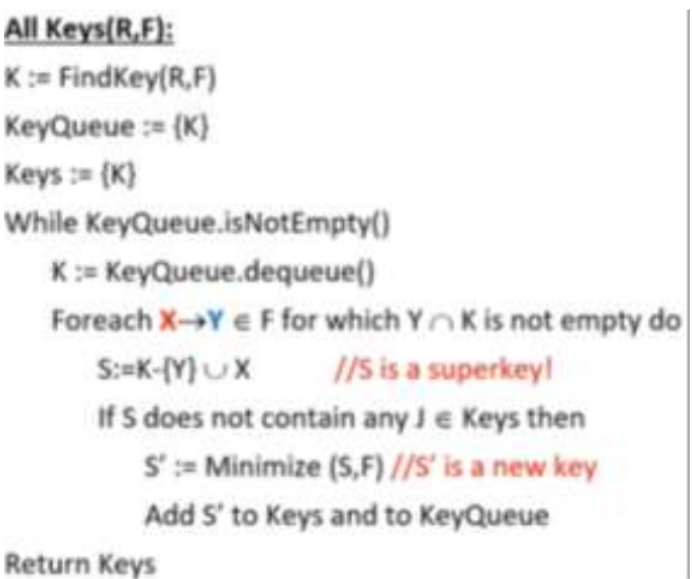 All Keys(R,F):
K := FindKey(R,F)
KeyQueue := {K}
Keys := {K}
While KeyQueue.isNotEmpty()
K := KeyQueue.dequeue()
Foreach X→Y ∈ F for which Y ∩ K is not empty do
S:=K-{Y} ∪ X //S is a superkey!
If S does not contain any J ∈ Keys then
S' := Minimize (S,F) //S' is a new key
Add S' to Keys and to KeyQueue
Return Keys